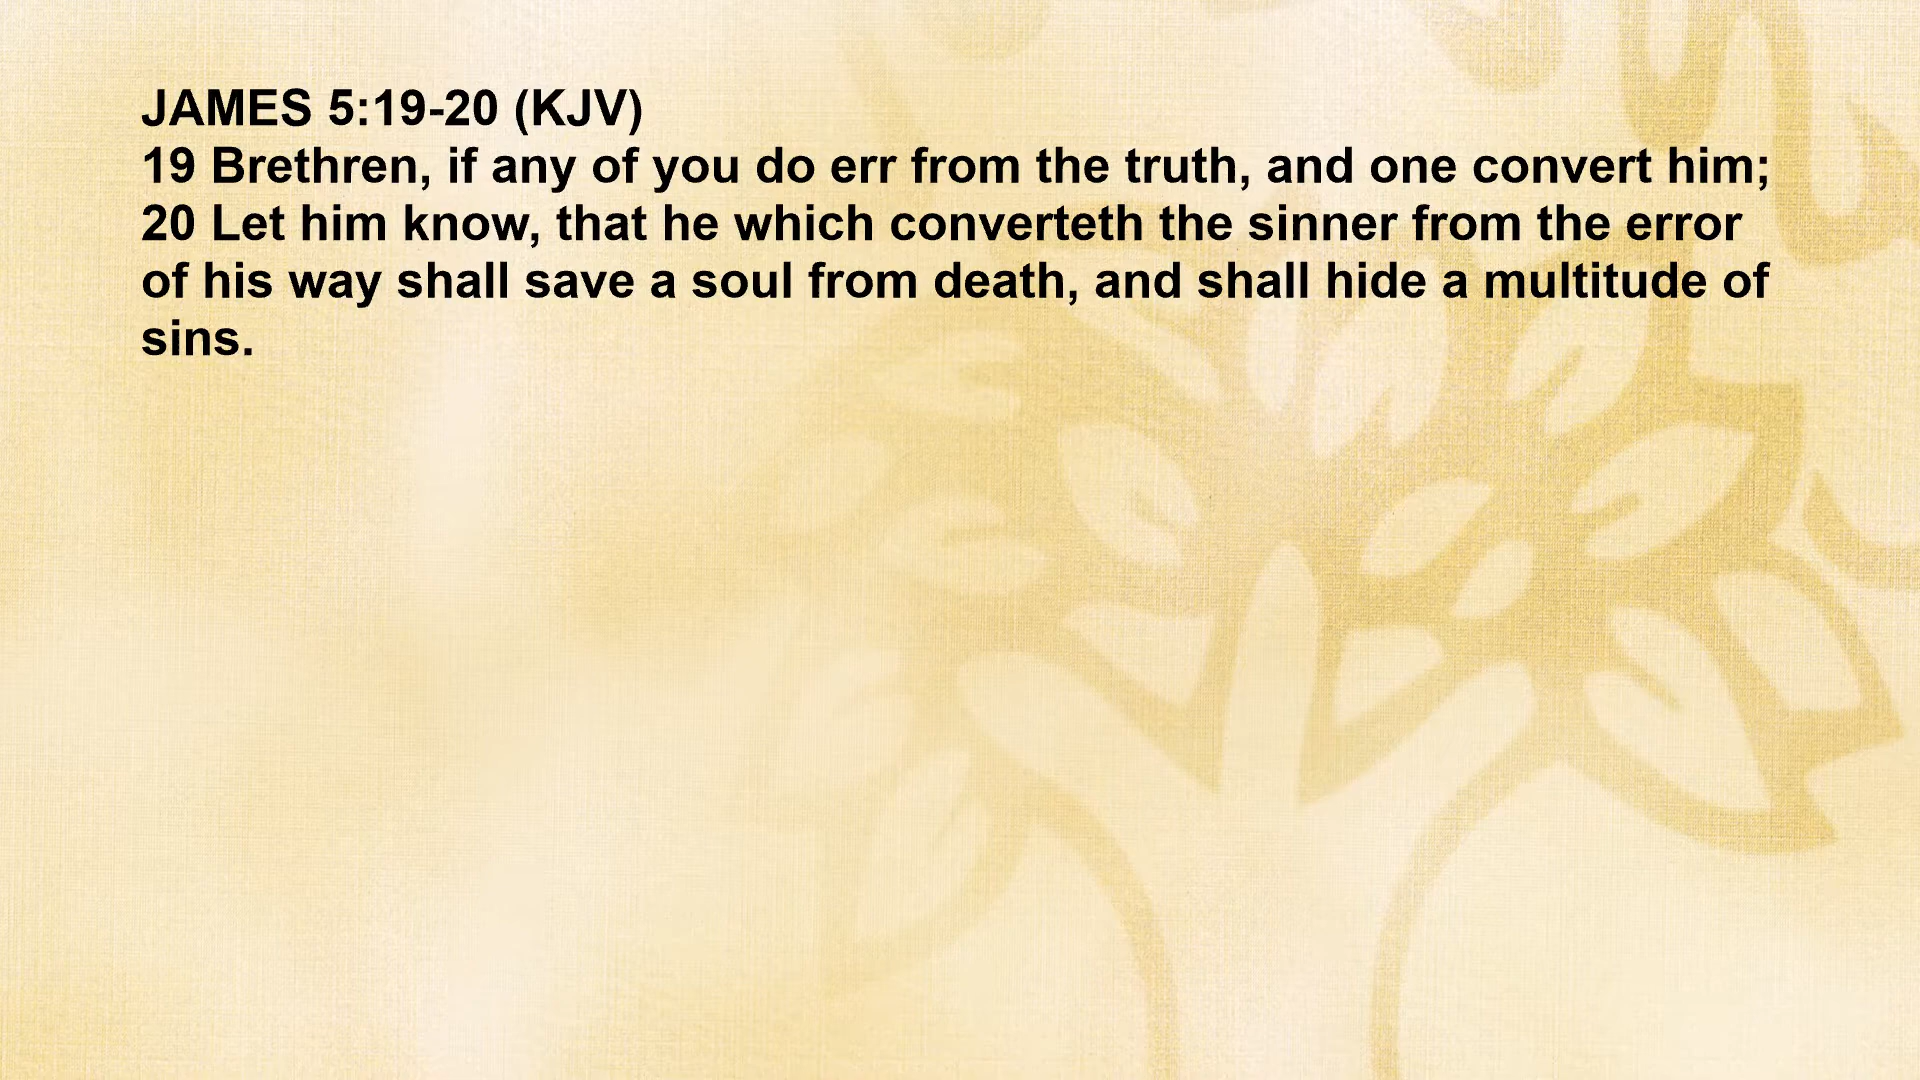 JAMES 5:19-20 (KJV)
19 Brethren, if any of you do err from the truth, and one convert him;
20 Let him know, that he which converteth the sinner from the error
of his way shall save a soul from death, and shall hide a multitude of
sins.